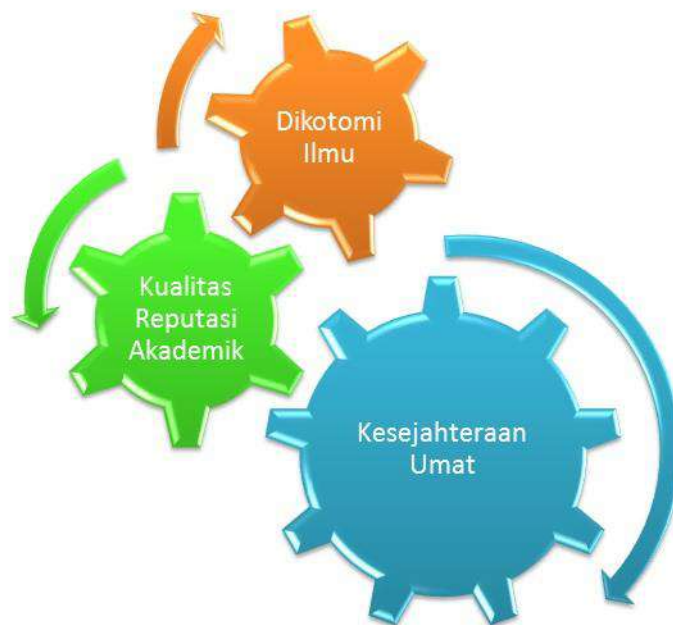 Dikotomi
Ilmu
Kualitas
Reputasi
Akademik
Kesejahteraan
Umat